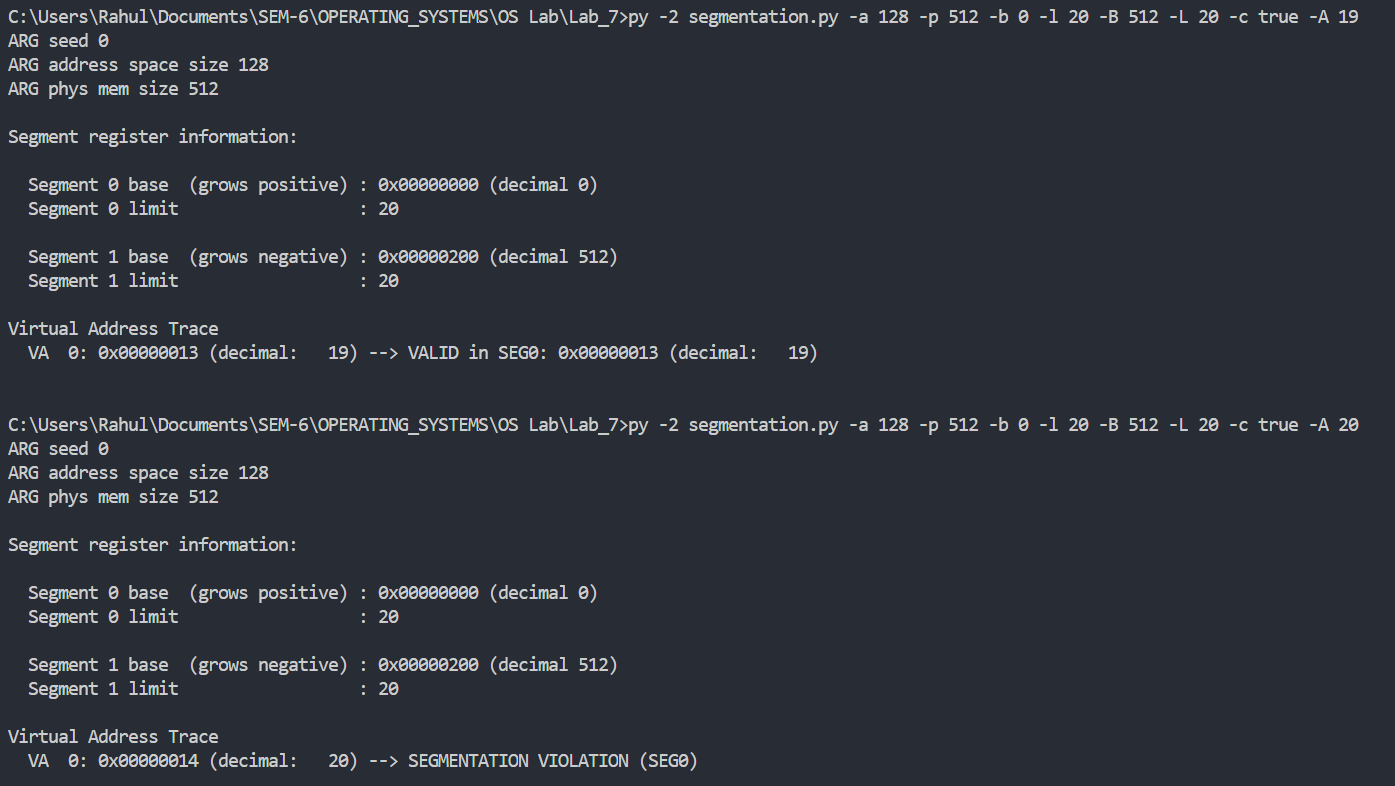 C:\Users\Rahul\Documents\SEM-6\OPERATING_SYSTEMS\OS Lab\Lab_7>py -2 segmentation.py -a 128 -p 512 -b 0 -l 20 -B 512 -L 20 -c true -A 19
ARG seed 0
ARG address space size 128
ARG phys mem size 512
Segment register information:
Segment 0 base  (grows positive) : 0x00000000 (decimal 0)
Segment 0 limit                  : 20
Segment 1 base  (grows negative) : 0x00000200 (decimal 512)
Segment 1 limit                  : 20
Virtual Address Trace
VA  0: 0x00000013 (decimal:   19) --> VALID in SEG0: 0x00000013 (decimal:   19)
C:\Users\Rahul\Documents\SEM-6\OPERATING_SYSTEMS\OS Lab\Lab_7>py -2 segmentation.py -a 128 -p 512 -b 0 -l 20 -B 512 -L 20 -c true -A 20
ARG seed 0
ARG address space size 128
ARG phys mem size 512
Segment register information:
Segment 0 base  (grows positive) : 0x00000000 (decimal 0)
Segment 0 limit                  : 20
Segment 1 base  (grows negative) : 0x00000200 (decimal 512)
Segment 1 limit                  : 20
Virtual Address Trace
VA  0: 0x00000014 (decimal:   20) --> SEGMENTATION VIOLATION (SEG0)